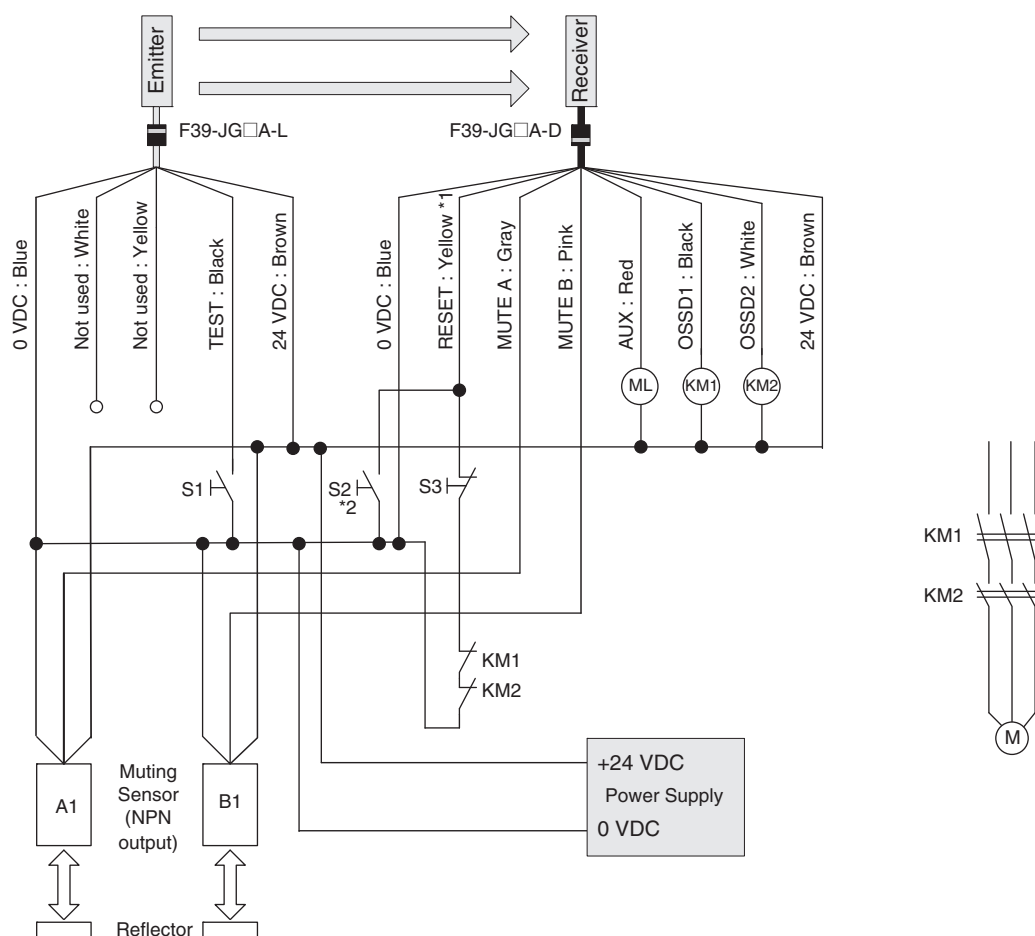 Emitter
Receiver
F39-JG□A-L
F39-JG□A-D
0 VDC : Blue
Not used : White
Not used : Yellow
TEST : Black
24 VDC : Brown
0 VDC : Blue
RESET : Yellow *1
MUTE A : Gray
MUTE B : Pink
AUX : Red
OSSD1 : Black
OSSD2 : White
24 VDC : Brown
ML
KM1
KM2
S1
S2
*2
S3
KM1
KM2
KM1
KM2
M
+24 VDC
Power Supply
0 VDC
A1
Muting
Sensor
(NPN
output)
B1
Reflector